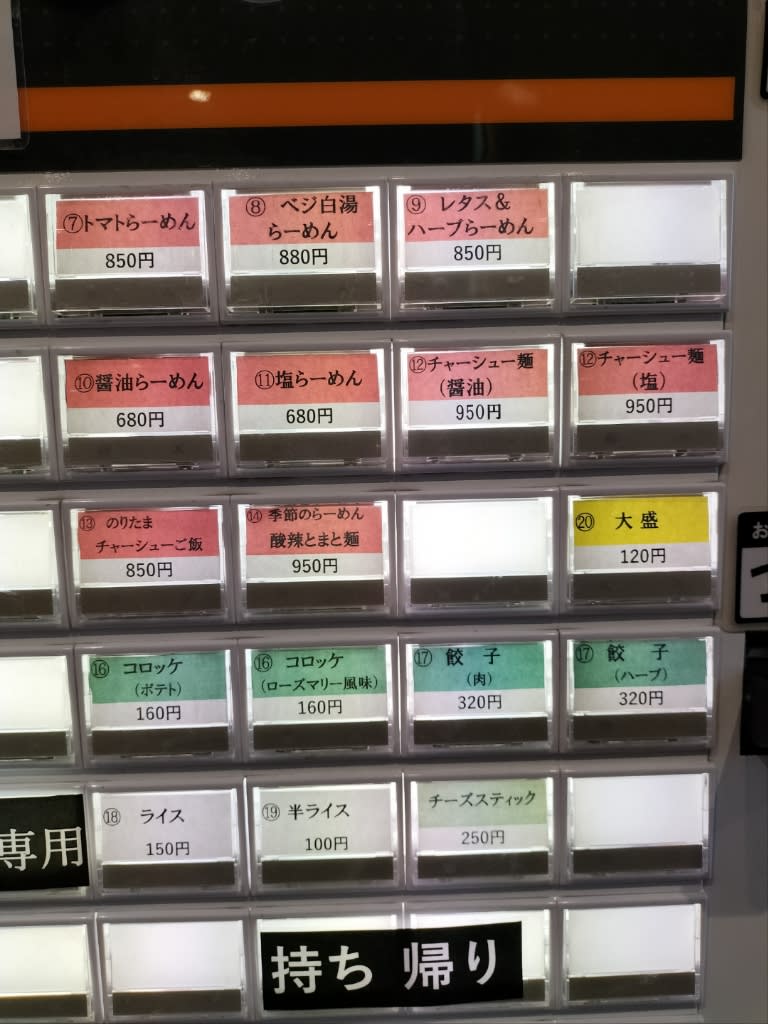 ⑦トマトらーめん
850円
⑧ ベジ白湯
らーめん
880円
⑨ レタス＆
ハーブらーめん
850円
⑩醤油らーめん
680円
⑪塩らーめん
680円
⑫チャーシュー麺
（醤油）
950円
⑫チャーシュー麺
（塩）
950円
⑬ のりたま
チャーシューご飯
850円
⑭ 季節のらーめん
酸辣とまと麺
950円
⑳ 大盛
120円
⑯ コロッケ
（ポテト）
160円
⑯ コロッケ
（ローズマリー風味）
160円
⑰ 餃子
（肉）
320円
⑰ 餃子
（ハーブ）
320円
専用
⑱ ライス
150円
⑲ 半ライス
100円
チーズスティック
250円
持ち帰り
お